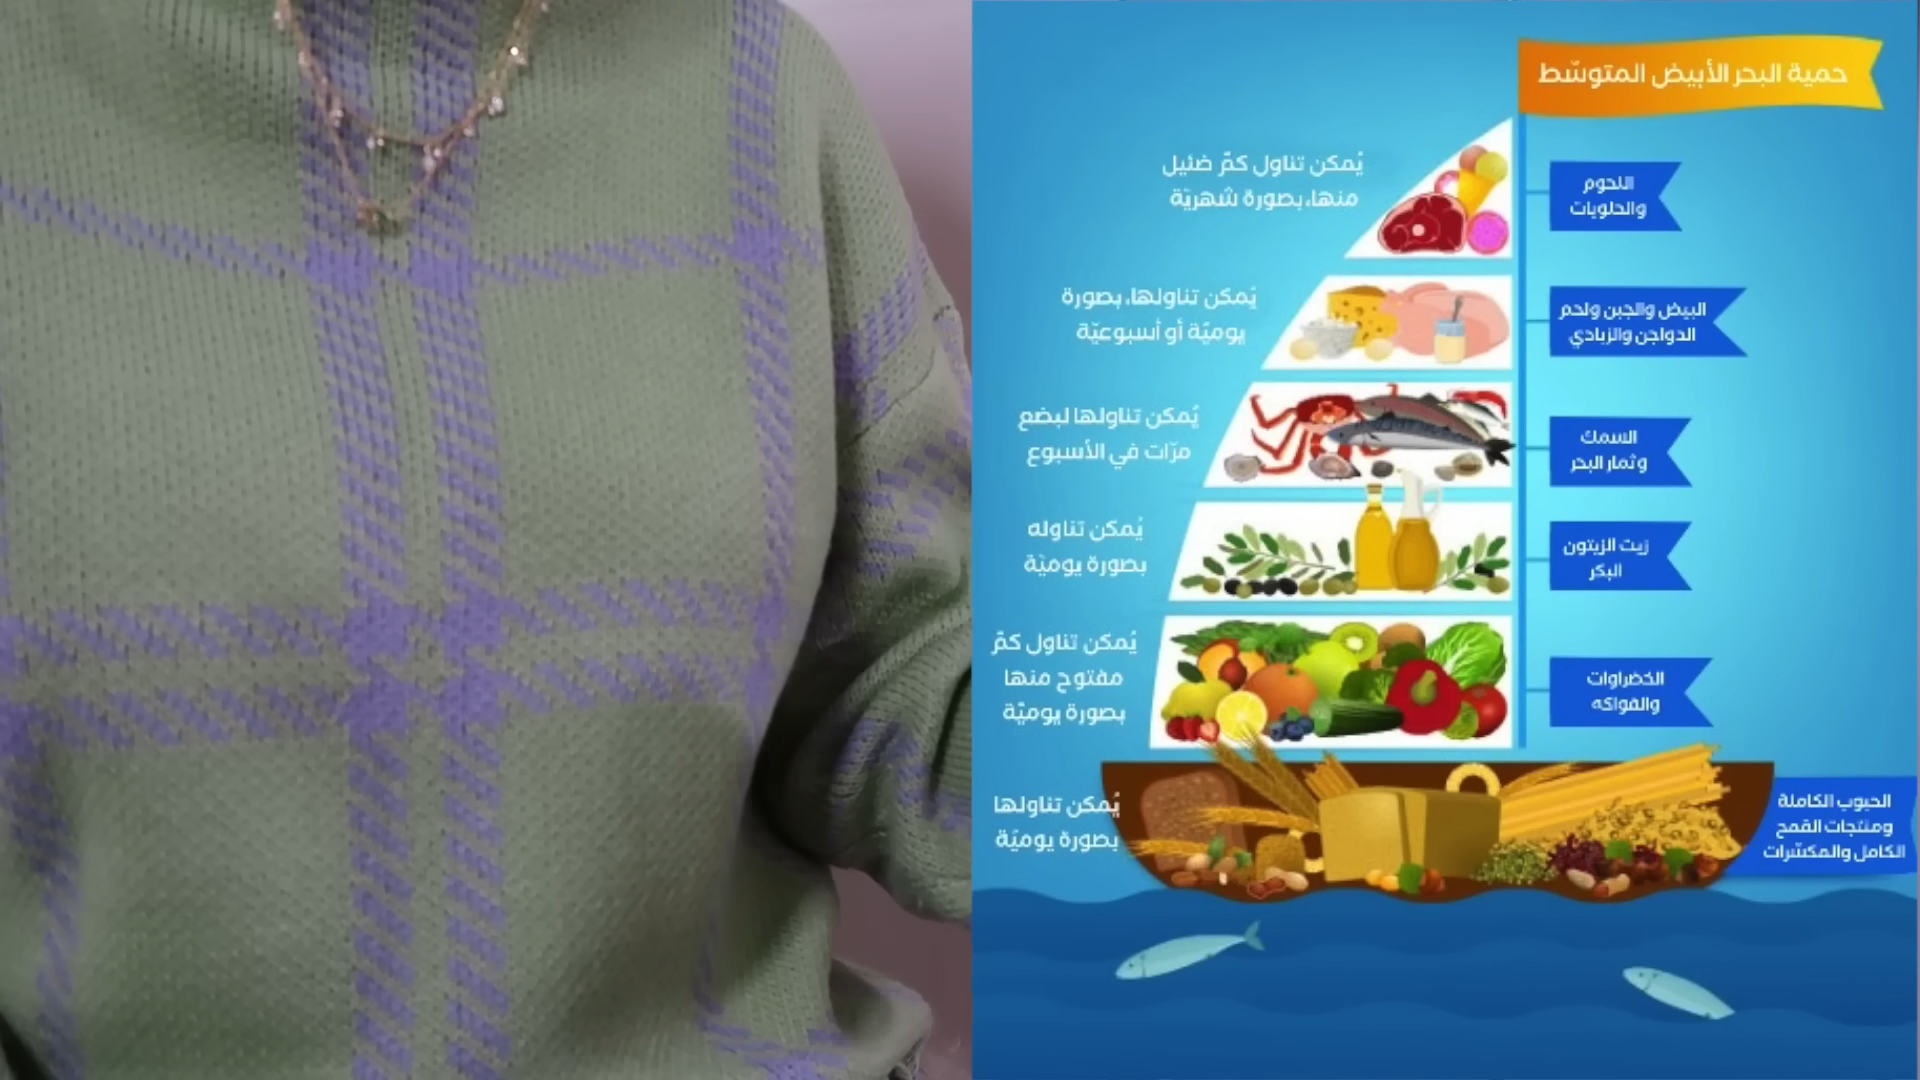 حمية البحر الأبيض المتوسّط
يُمكن تناول كمّ ضئيل
منها، بصورة شهريّة
اللحوم
والحلويات
يُمكن تناولها، بصورة
يوميّة أو أسبوعيّة
البيض والجبن ولحم
الدواجن والزبادي
يُمكن تناولها لبضع
مرّات في الأسبوع
السمك
وثمار البحر
يُمكن تناوله
بصورة يوميّة
زيت الزيتون
البكر
يُمكن تناول كمّ
مفتوح منها
بصورة يوميّة
الخضراوات
والفواكه
يُمكن تناولها
بصورة يوميّة
الحبوب الكاملة
ومنتجات القمح
الكامل والمكسّرات